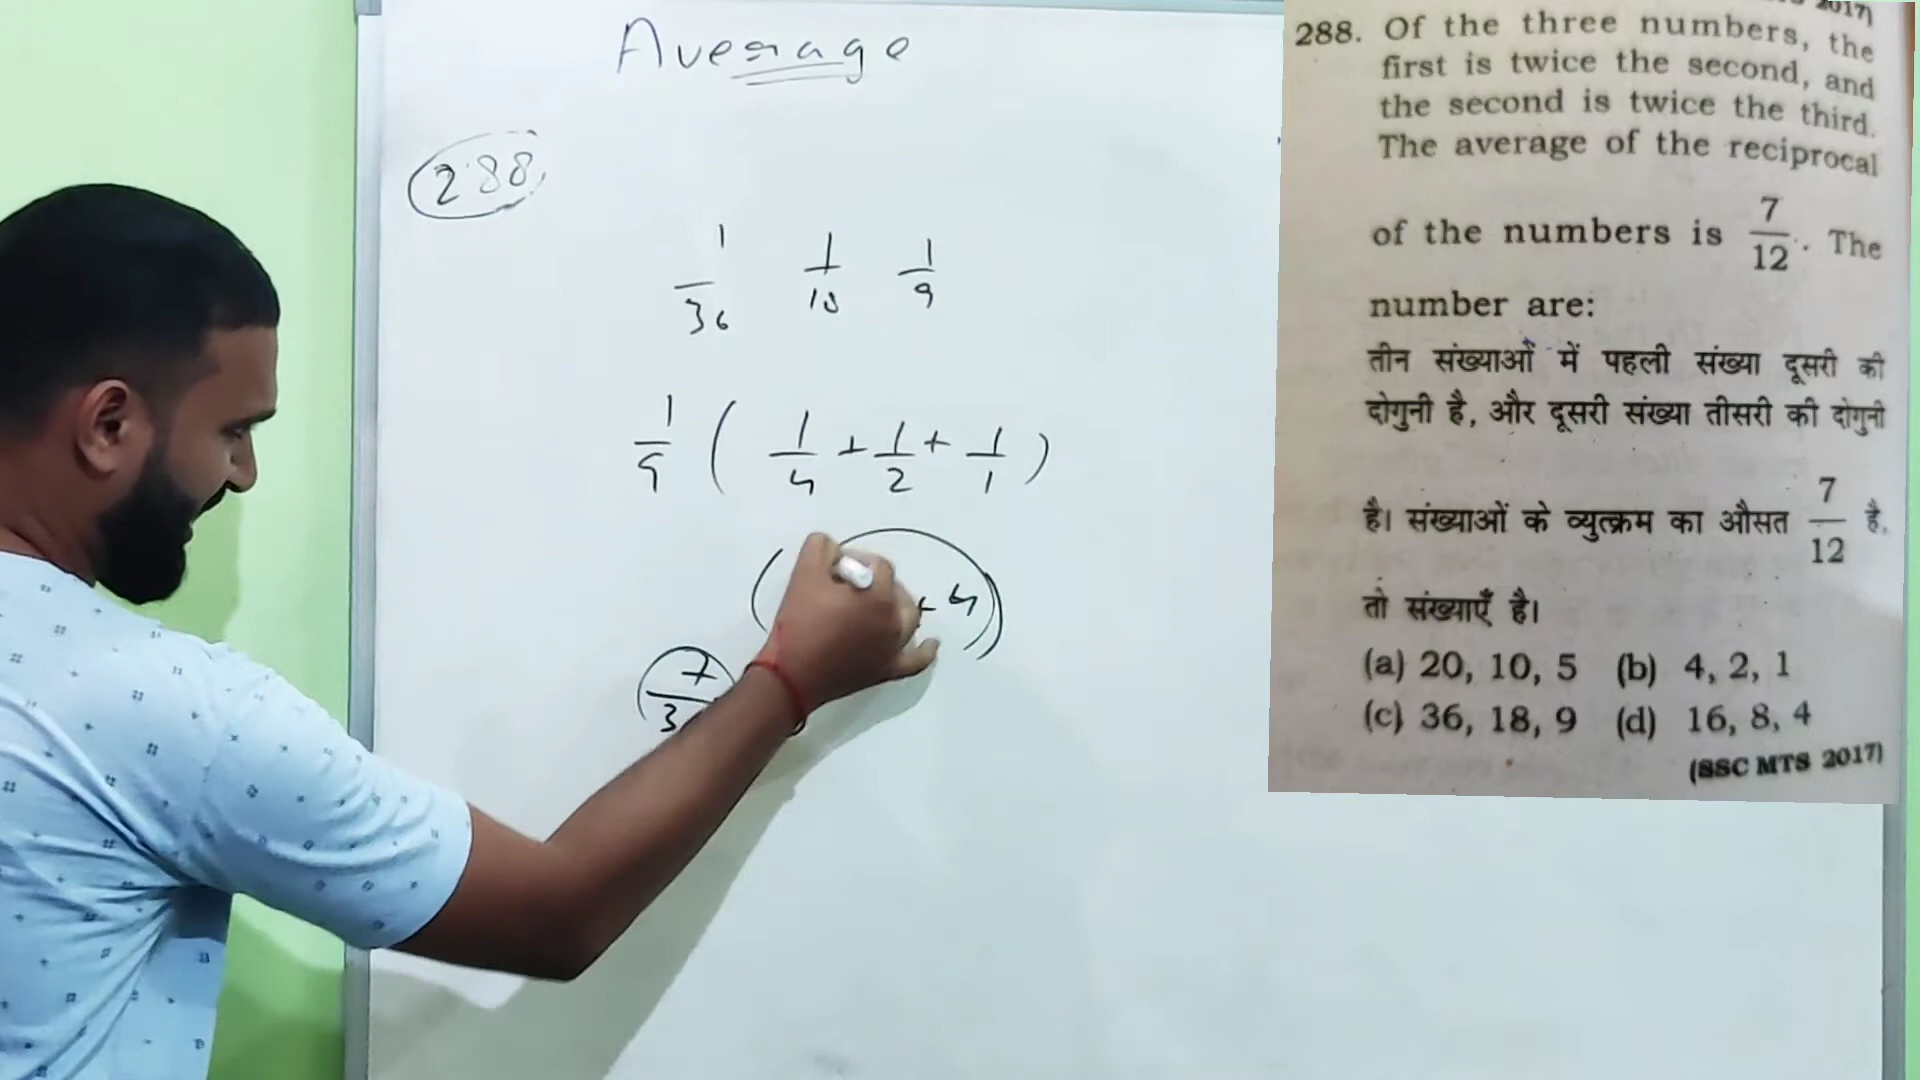 Average
288
1/36 1/18 1/9
1/9 ( 1/4 + 1/2 + 1/1 )
+ 4 )
7
2017)
288. Of the three numbers, the
first is twice the second, and
the second is twice the third.
The average of the reciprocal
of the numbers is 7/12. The
number are:
तीन संख्याओं में पहली संख्या दूसरी की
दोगुनी है, और दूसरी संख्या तीसरी की दोगुनी
है। संख्याओं के व्युत्क्रम का औसत 7/12 है,
तो संख्याएँ है।
(a) 20, 10, 5 (b) 4, 2, 1
(c) 36, 18, 9 (d) 16, 8, 4
(SSC MTS 2017)